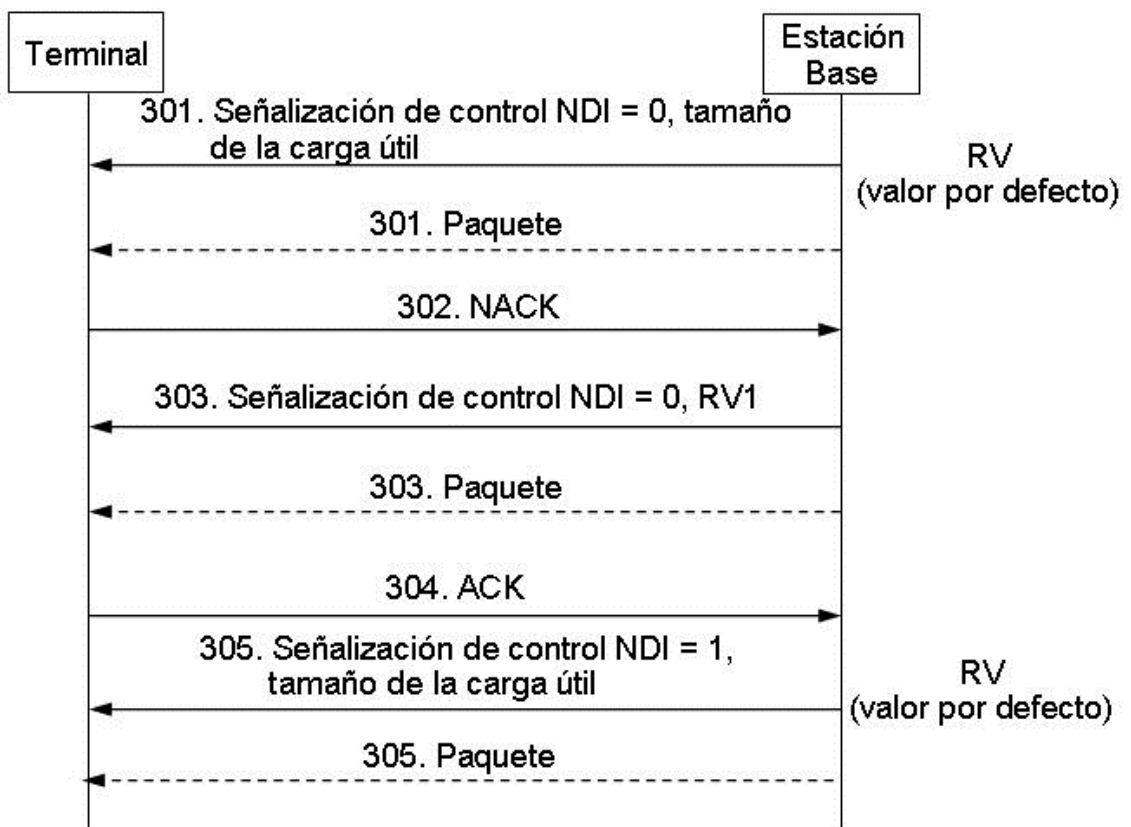 Terminal
Estación
Base
301. Señalización de control NDI = 0, tamaño
de la carga útil
RV
(valor por defecto)
301. Paquete
302. NACK
303. Señalización de control NDI = 0, RV1
303. Paquete
304. ACK
305. Señalización de control NDI = 1,
tamaño de la carga útil
RV
(valor por defecto)
305. Paquete